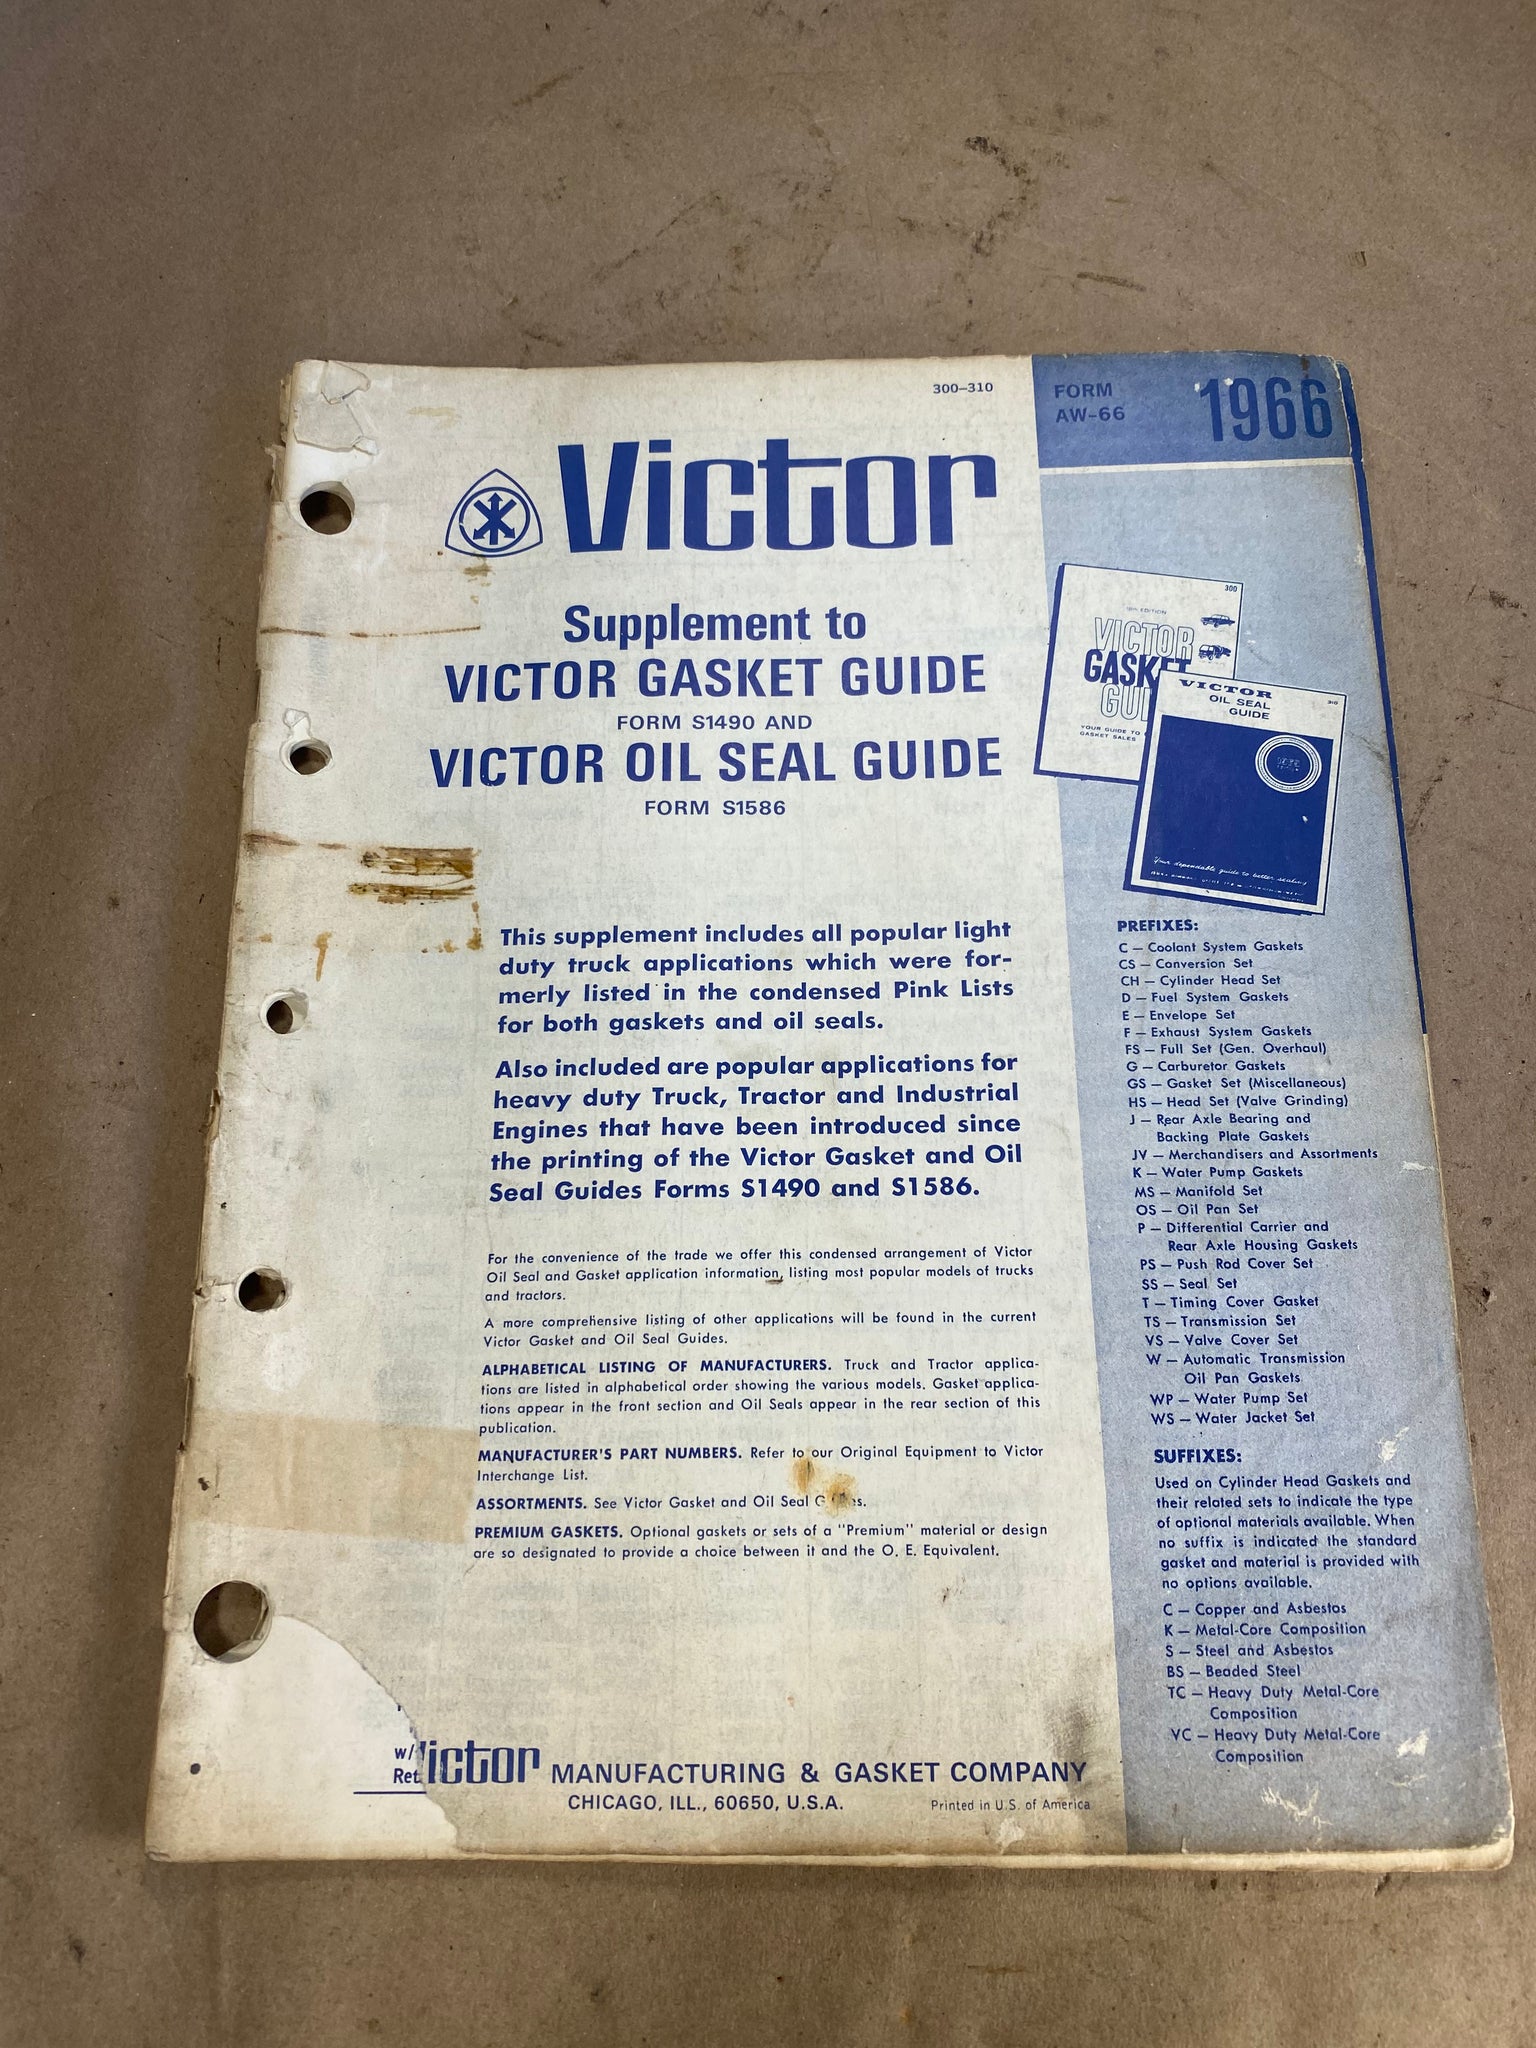 300–310
FORM
AW-66
1966
Victor
Supplement to
VICTOR GASKET GUIDE
FORM S1490 AND
VICTOR OIL SEAL GUIDE
FORM S1586
This supplement includes all popular light
duty truck applications which were for-
merly listed in the condensed Pink Lists
for both gaskets and oil seals.
Also included are popular applications for
heavy duty Truck, Tractor and Industrial
Engines that have been introduced since
the printing of the Victor Gasket and Oil
Seal Guides Forms S1490 and S1586.
For the convenience of the trade we offer this condensed arrangement of Victor
Oil Seal and Gasket application information, listing most popular models of trucks
and tractors.
A more comprehensive listing of other applications will be found in the current
Victor Gasket and Oil Seal Guides.
ALPHABETICAL LISTING OF MANUFACTURERS. Truck and Tractor applica-
tions are listed in alphabetical order showing the various models. Gasket applica-
tions appear in the front section and Oil Seals appear in the rear section of this
publication.
MANUFACTURER'S PART NUMBERS. Refer to our Original Equipment to Victor
Interchange List.
ASSORTMENTS. See Victor Gasket and Oil Seal
PREMIUM GASKETS. Optional gaskets or sets of a "Premium" material or design
are so designated to provide a choice between it and the O. E. Equivalent.
w/
Ret
ictor MANUFACTURING & GASKET COMPANY
CHICAGO, ILL., 60650, U.S.A.
Printed in U.S. of America
300
EDITION
VICTOR
GASKET
GUI
YOUR GUIDE TO
GASKET SALES
VICTOR
OIL SEAL
GUIDE
310
Your dependable guide to better sealing
PREFIXES:
C — Coolant System Gaskets
CS — Conversion Set
CH — Cylinder Head Set
D — Fuel System Gaskets
E — Envelope Set
F — Exhaust System Gaskets
FS — Full Set (Gen. Overhaul)
G — Carburetor Gaskets
GS — Gasket Set (Miscellaneous)
HS — Head Set (Valve Grinding)
J — Rear Axle Bearing and
Backing Plate Gaskets
JV — Merchandisers and Assortments
K — Water Pump Gaskets
MS — Manifold Set
OS — Oil Pan Set
P — Differential Carrier and
Rear Axle Housing Gaskets
PS — Push Rod Cover Set
SS — Seal Set
T — Timing Cover Gasket
TS — Transmission Set
VS — Valve Cover Set
W — Automatic Transmission
Oil Pan Gaskets
WP — Water Pump Set
WS — Water Jacket Set
SUFFIXES:
Used on Cylinder Head Gaskets and
their related sets to indicate the type
of optional materials available. When
no suffix is indicated the standard
gasket and material is provided with
no options available.
C — Copper and Asbestos
K — Metal-Core Composition
S — Steel and Asbestos
BS — Beaded Steel
TC — Heavy Duty Metal-Core
Composition
VC — Heavy Duty Metal-Core
Composition